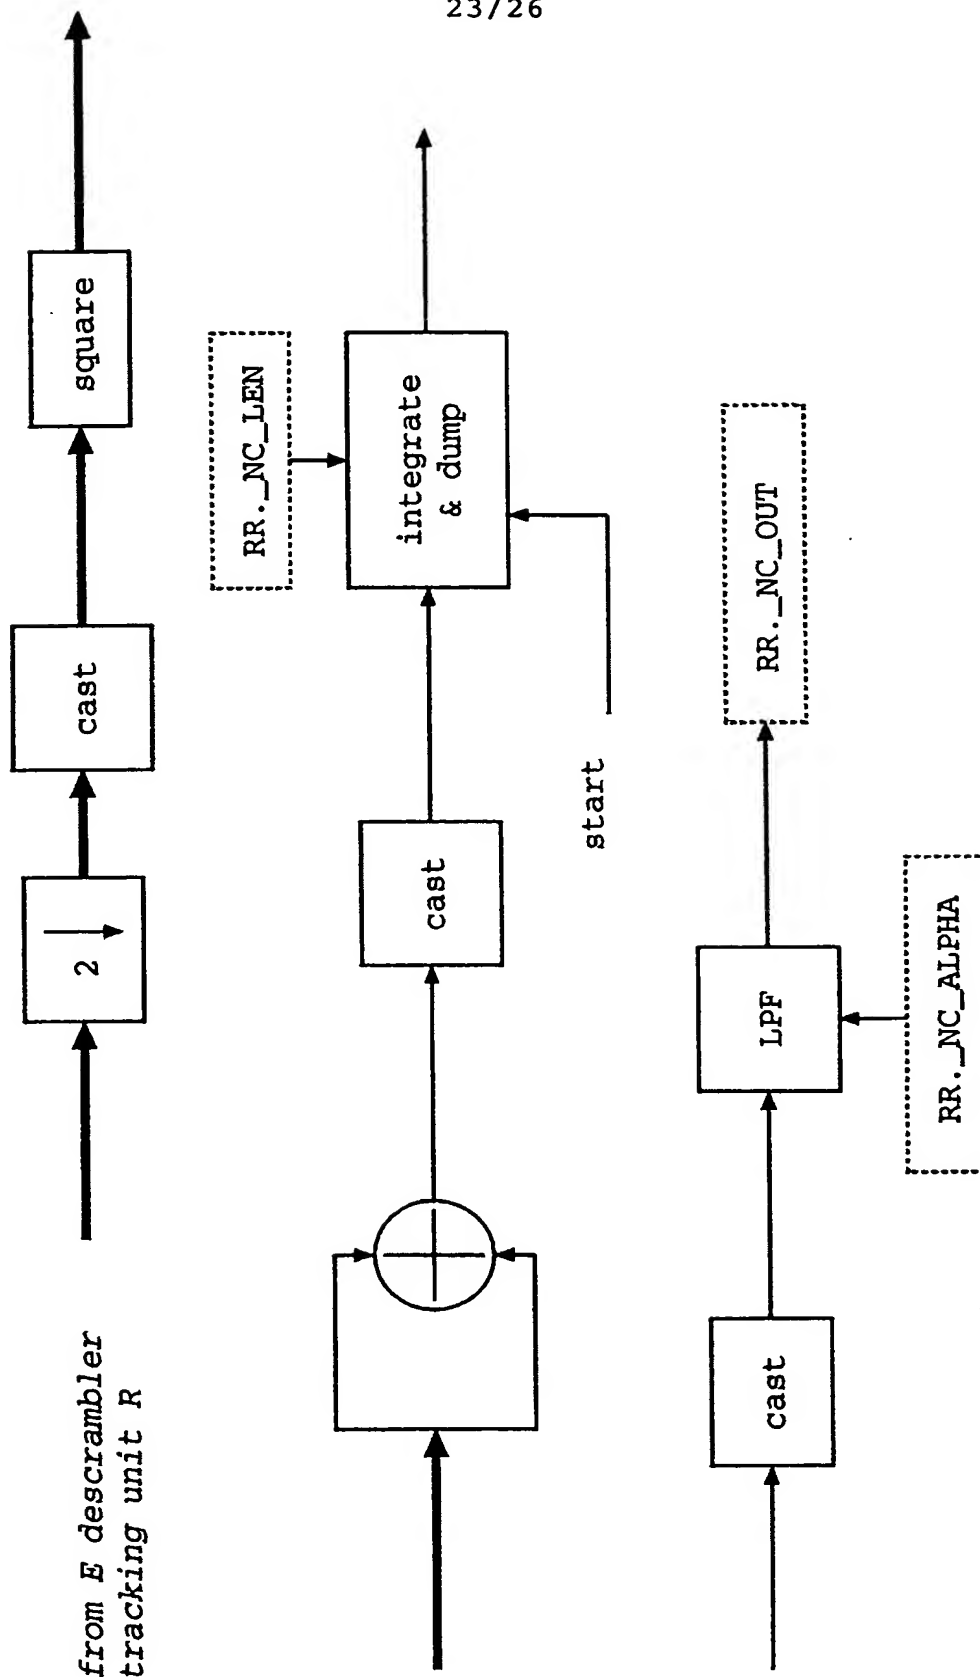 23/26
from E descrambler
tracking unit R
2
cast
square
cast
RR._NC_LEN
integrate
& dump
start
cast
LPF
RR._NC_ALPHA
RR._NC_OUT